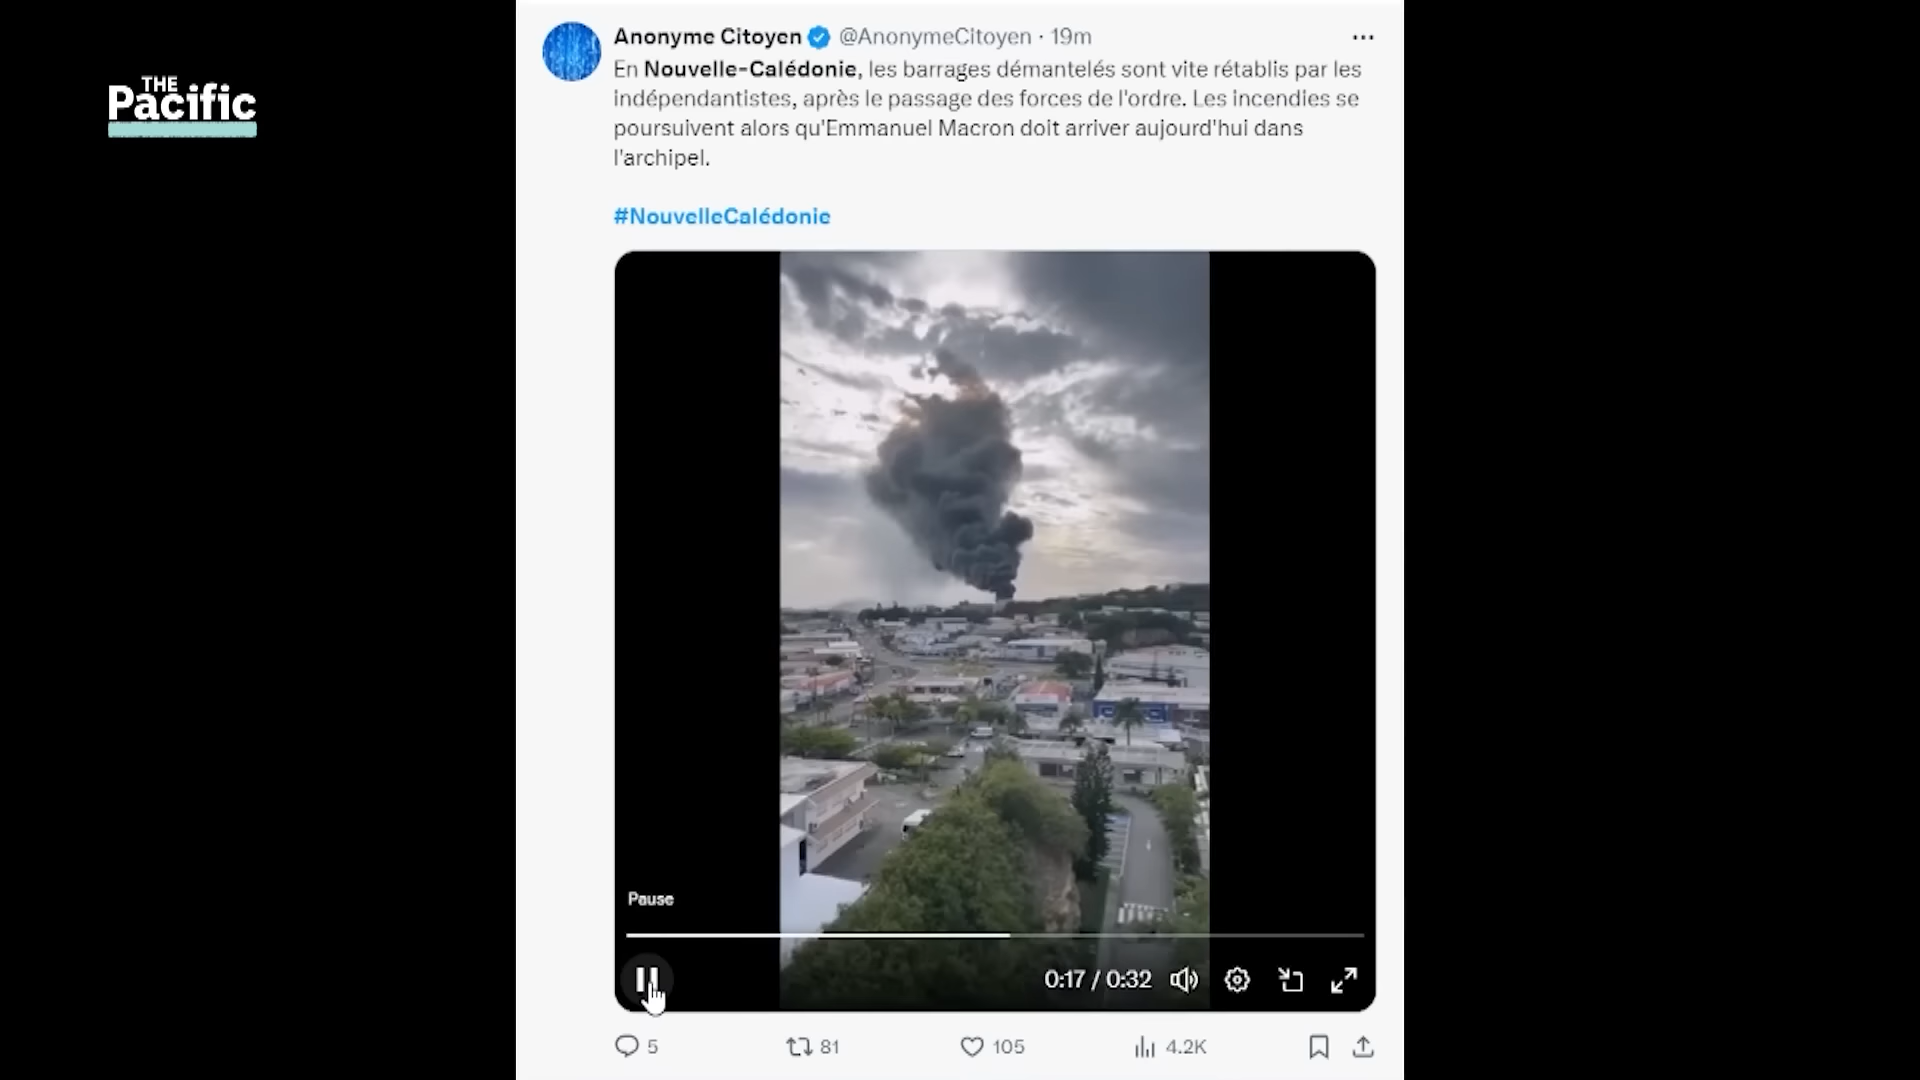 THE
Pacific
Anonyme Citoyen @AnonymeCitoyen · 19m
En Nouvelle-Calédonie, les barrages démantelés sont vite rétablis par les
indépendantistes, après le passage des forces de l'ordre. Les incendies se
poursuivent alors qu'Emmanuel Macron doit arriver aujourd'hui dans
l'archipel.
#NouvelleCalédonie
Pause
0:17 / 0:32
5 81 105 4.2K